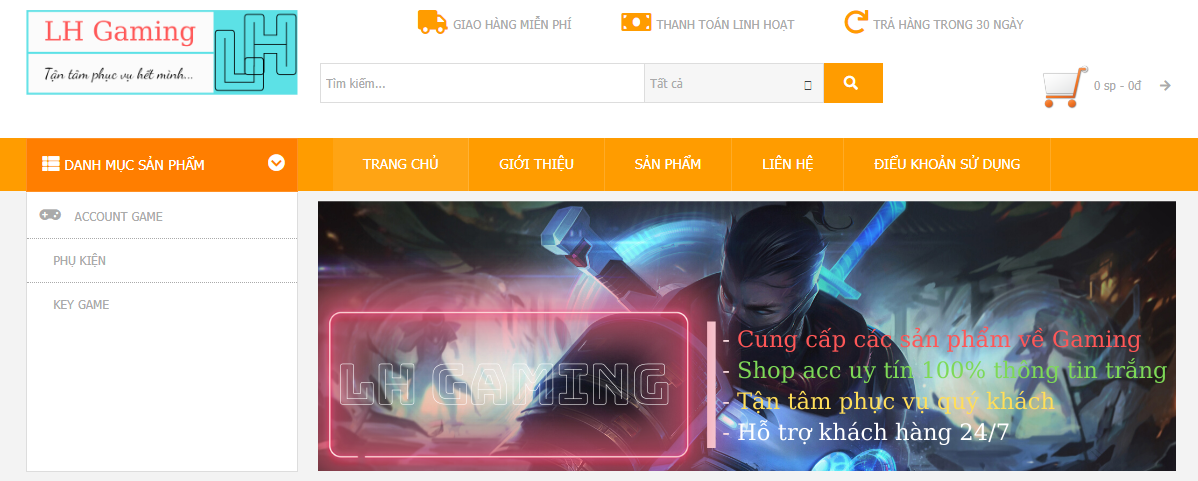 LH Gaming
Tận tâm phục vụ hết mình...
LH
GIAO HÀNG MIỄN PHÍ
THANH TOÁN LINH HOẠT
TRẢ HÀNG TRONG 30 NGÀY
Tìm kiếm...
Tất cả
0 sp - 0đ
DANH MỤC SẢN PHẨM
TRANG CHỦ
GIỚI THIỆU
SẢN PHẨM
LIÊN HỆ
ĐIỀU KHOẢN SỬ DỤNG
ACCOUNT GAME
PHỤ KIỆN
KEY GAME
LH GAMING
- Cung cấp các sản phẩm về Gaming
- Shop acc uy tín 100% thông tin trắng
- Tận tâm phục vụ quý khách
- Hỗ trợ khách hàng 24/7